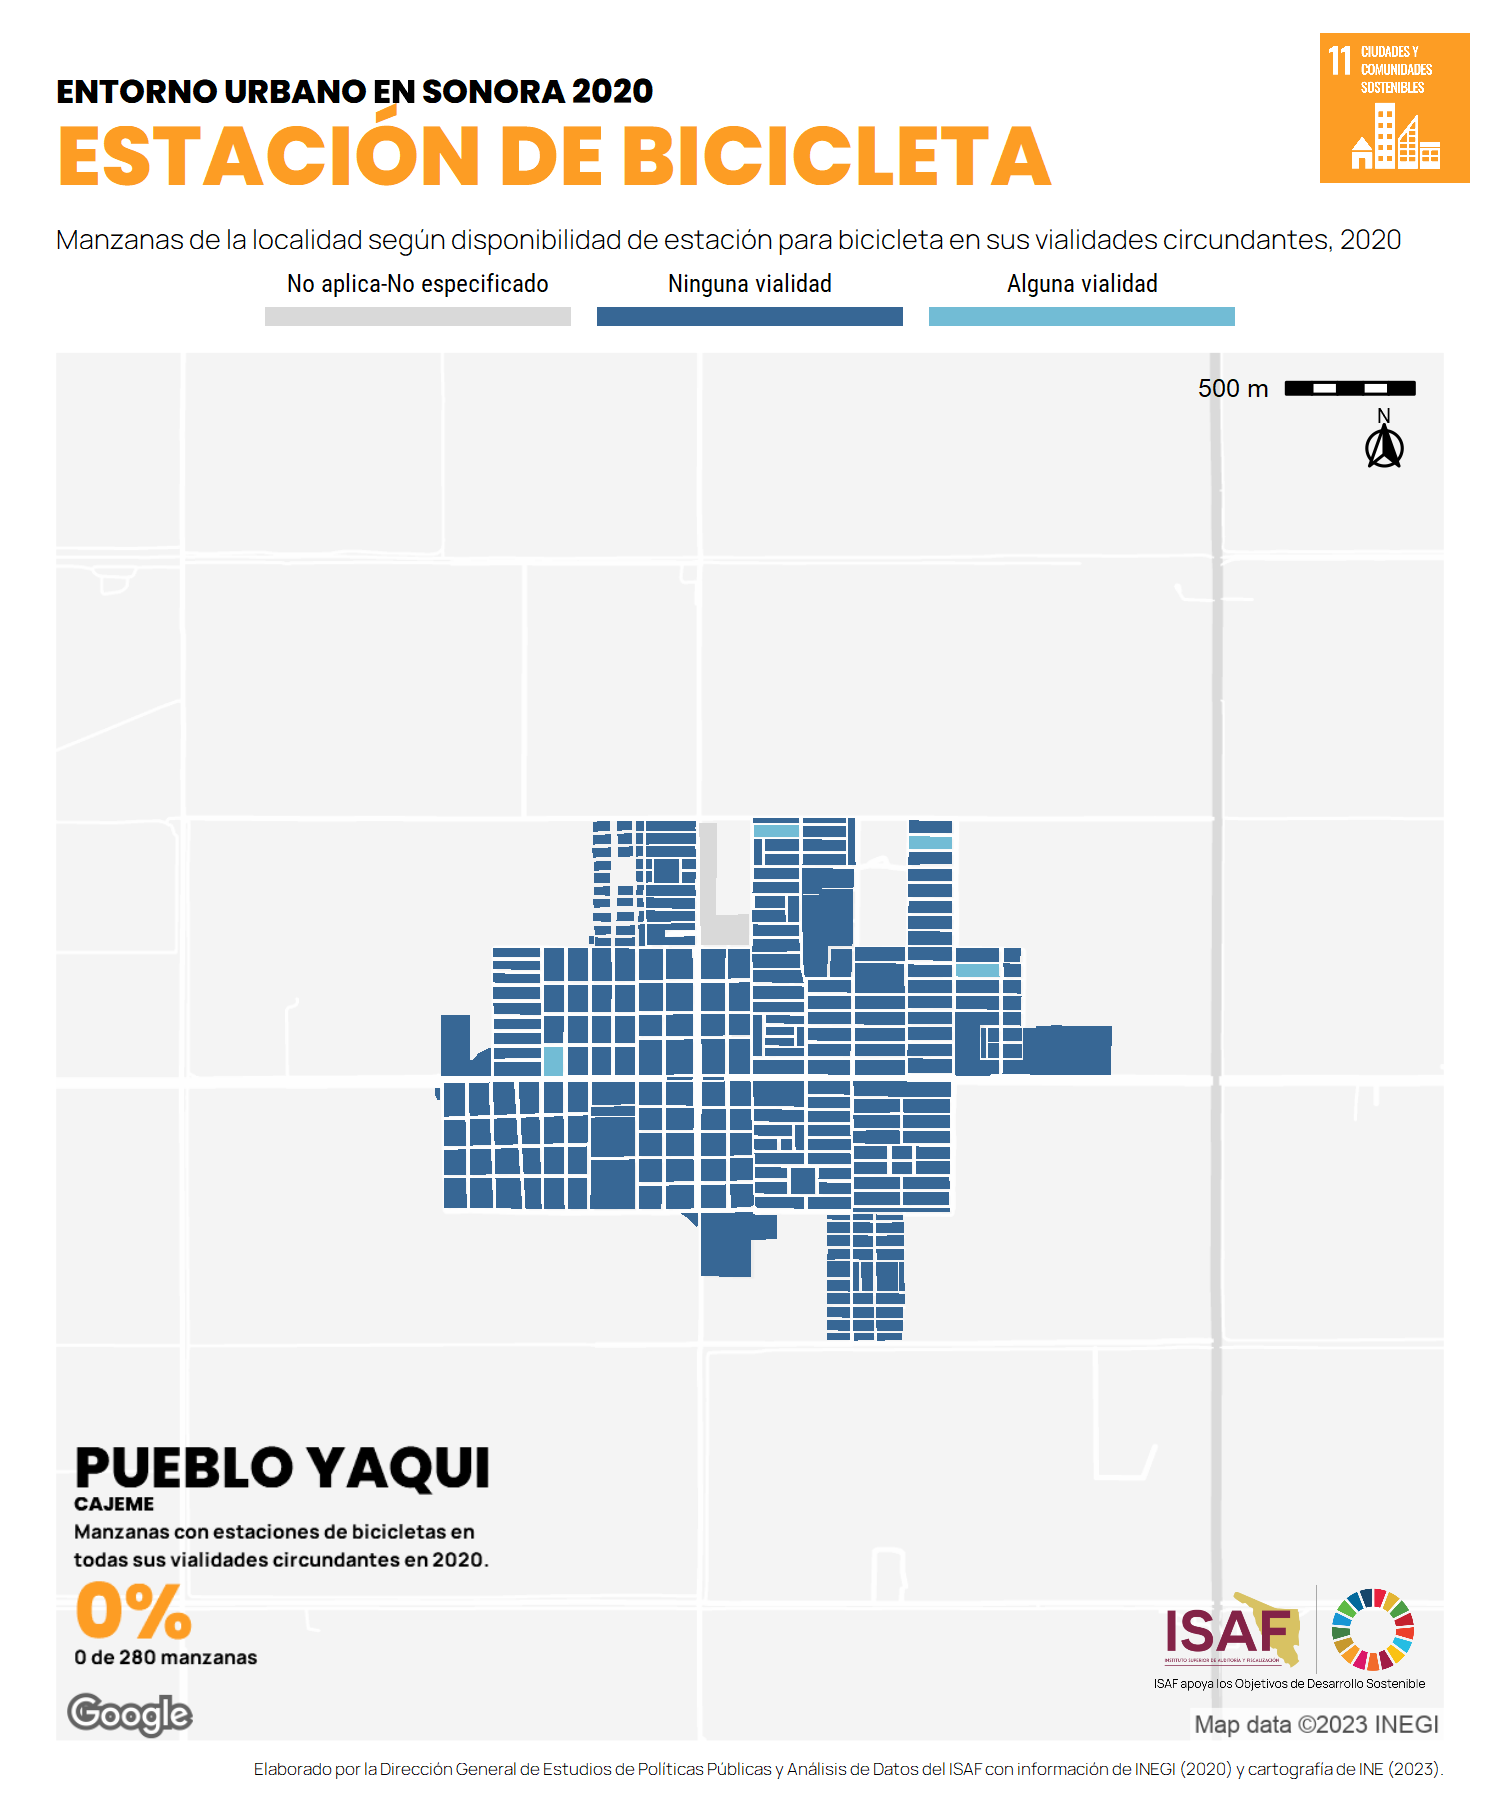 ENTORNO URBANO EN SONORA 2020
ESTACIÓN DE BICICLETA
11 CIUDADES Y
COMUNIDADES
SOSTENIBLES
Manzanas de la localidad según disponibilidad de estación para bicicleta en sus vialidades circundantes, 2020
No aplica-No especificado
Ninguna vialidad
Alguna vialidad
500 m
N
PUEBLO YAQUI
CAJEME
Manzanas con estaciones de bicicletas en
todas sus vialidades circundantes en 2020.
0%
0 de 280 manzanas
ISAF
INSTITUTO SUPERIOR DE AUDITORÍA Y FISCALIZACIÓN
ISAF apoya los Objetivos de Desarrollo Sostenible
Google
Map data ©2023 INEGI
Elaborado por la Dirección General de Estudios de Políticas Públicas y Análisis de Datos del ISAF con información de INEGI (2020) y cartografía de INE (2023).